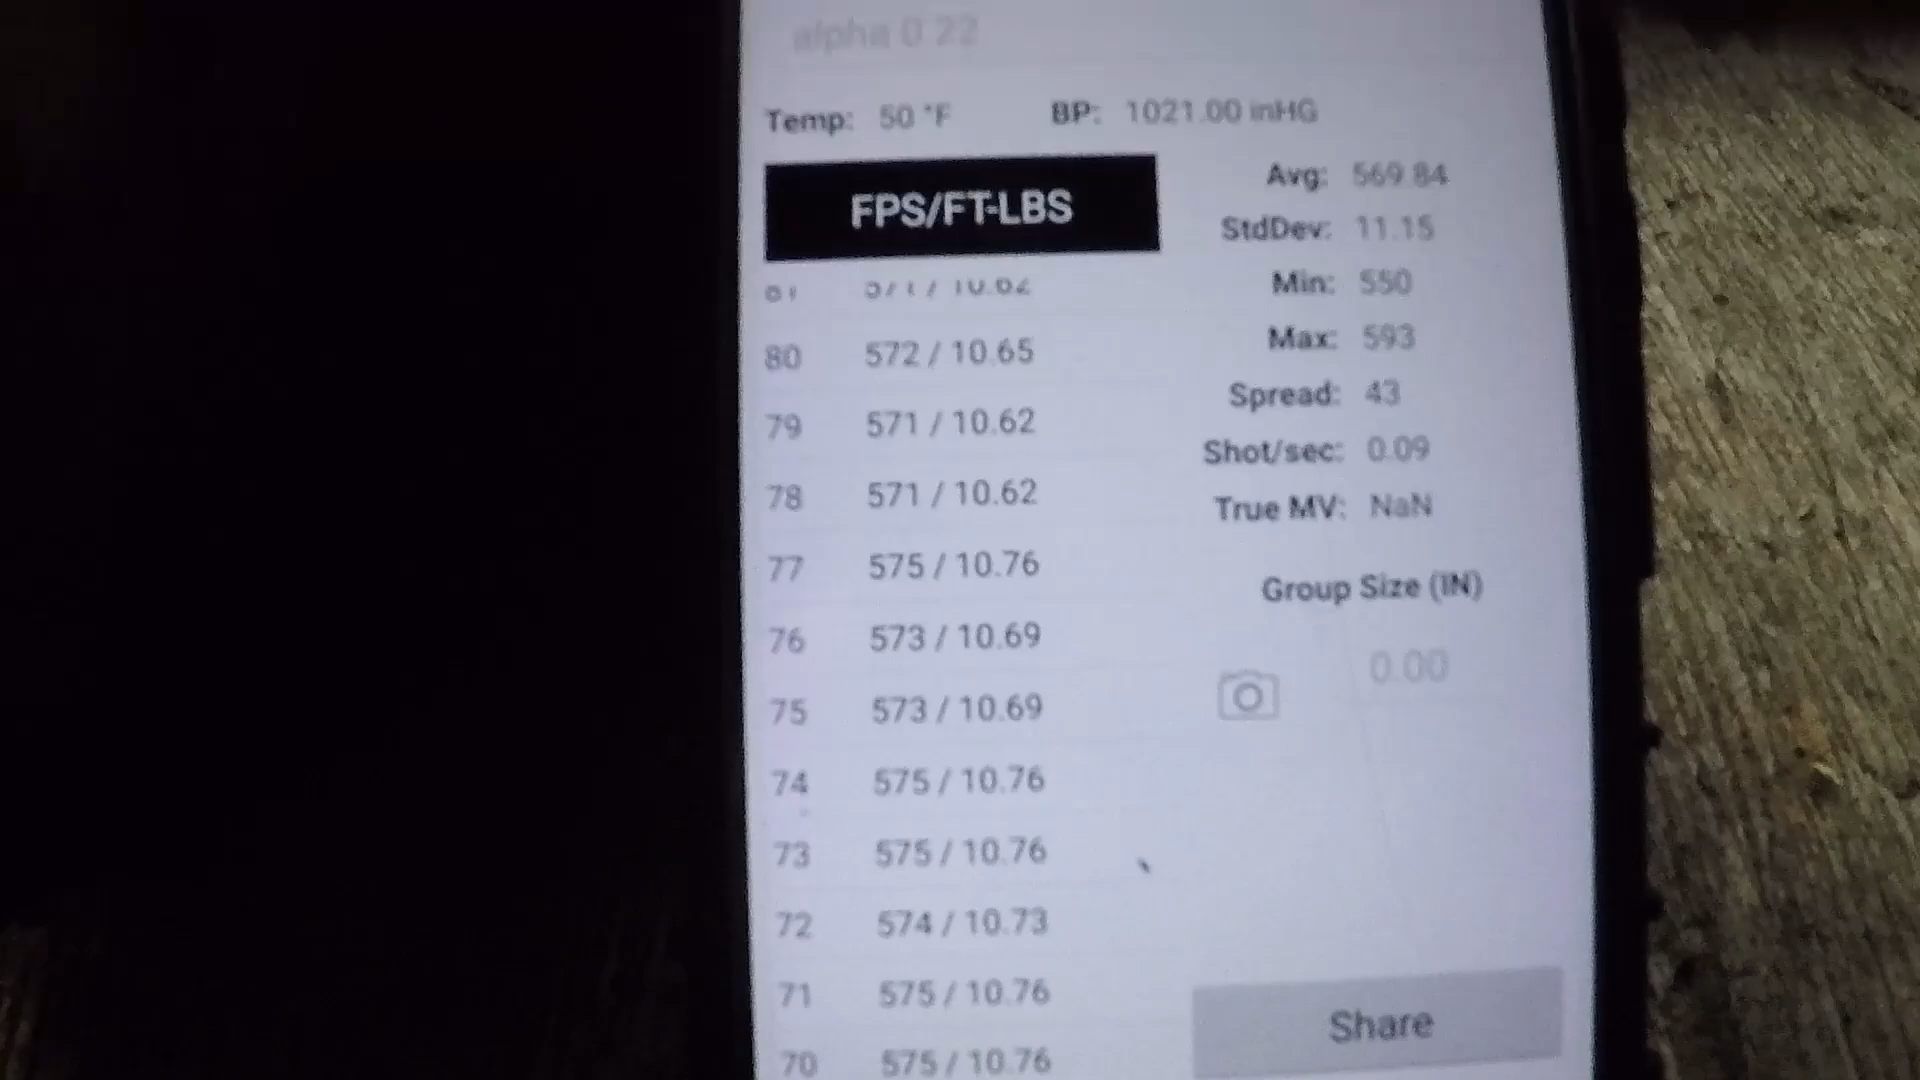 alpha 0.22
Temp: 50 °F BP: 1021.00 inHG
FPS/FT-LBS
80 572 / 10.65
79 571 / 10.62
78 571 / 10.62
77 575 / 10.76
76 573 / 10.69
75 573 / 10.69
74 575 / 10.76
73 575 / 10.76
72 574 / 10.73
71 575 / 10.76
70 575 / 10.76
Avg: 569.84
StdDev: 11.15
Min: 550
Max: 593
Spread: 43
Shot/sec: 0.09
True MV: NaN
Group Size (IN)
0.00
Share